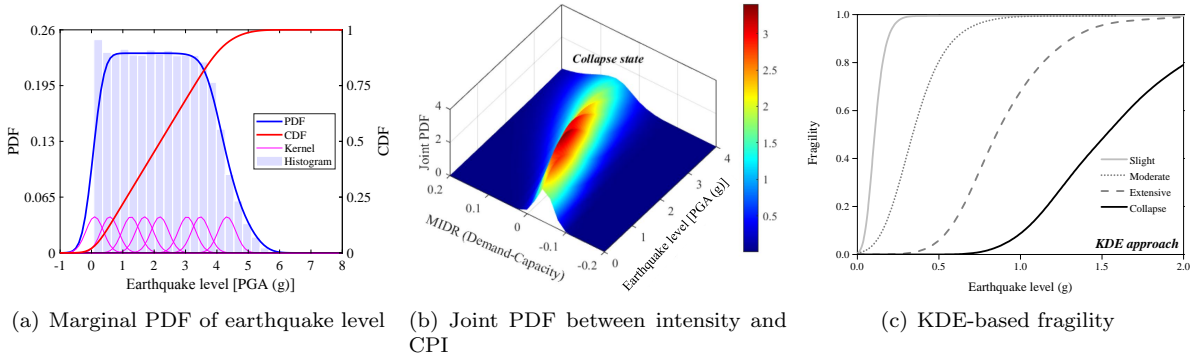 0.26
0.195
0.13
0.065
0
PDF
-1 0 1 2 3 4 5 6 7 8
Earthquake level [PGA (g)]
1
0.75
0.5
0.25
0
CDF
PDF
CDF
Kernel
Histogram
(a) Marginal PDF of earthquake level
Collapse state
4
2
0
Joint PDF
0.2
0.1
0
-0.1
-0.2
MIDR (Demand-Capacity)
0
1
2
3
4
Earthquake level [PGA (g)]
3
2.5
2
1.5
1
0.5
(b) Joint PDF between intensity and
CPI
1.0
0.8
0.6
0.4
0.2
0.0
Fragility
0.0 0.5 1.0 1.5 2.0
Earthquake level (g)
Slight
Moderate
Extensive
Collapse
KDE approach
(c) KDE-based fragility